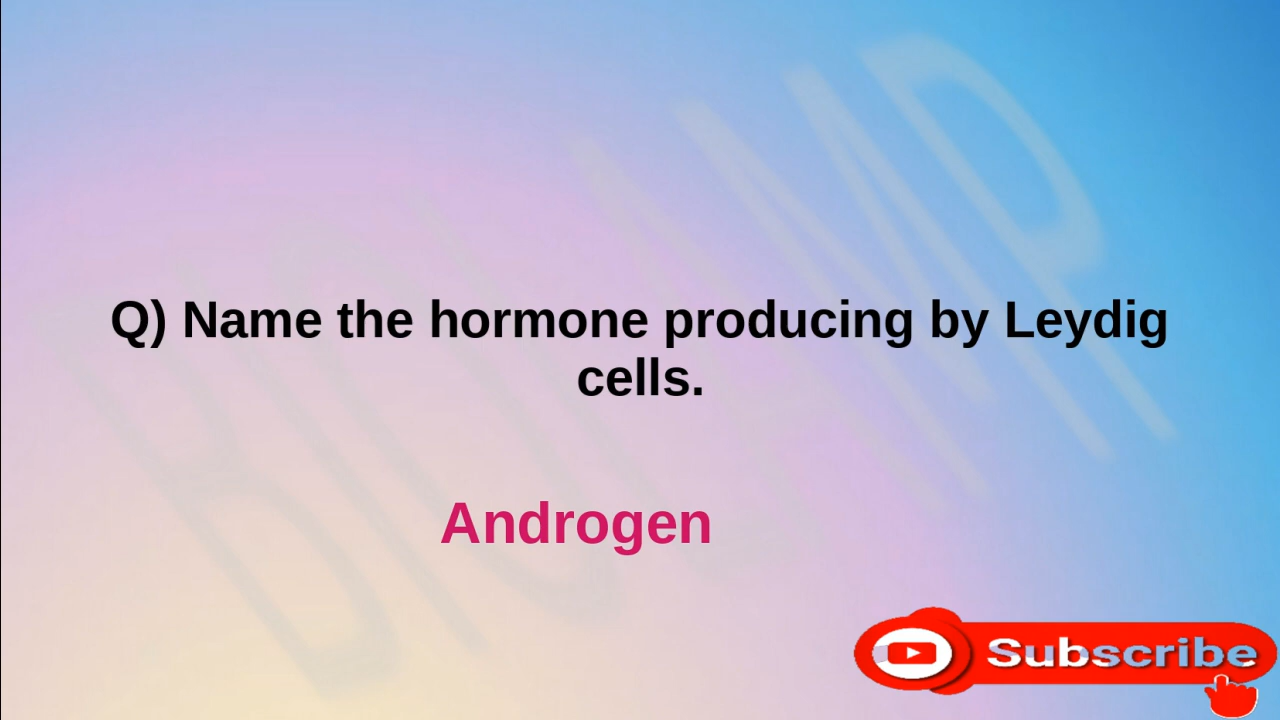 Q) Name the hormone producing by Leydig
cells.
Androgen
Subscribe